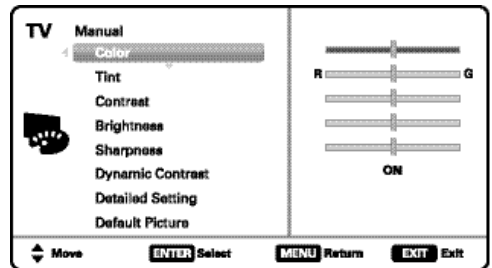 TV Manual
Color
Tint R G
Contrast
Brightness
Sharpness
Dynamic Contrast ON
Detailed Setting
Default Picture
Move ENTER Select MENU Return EXIT Exit